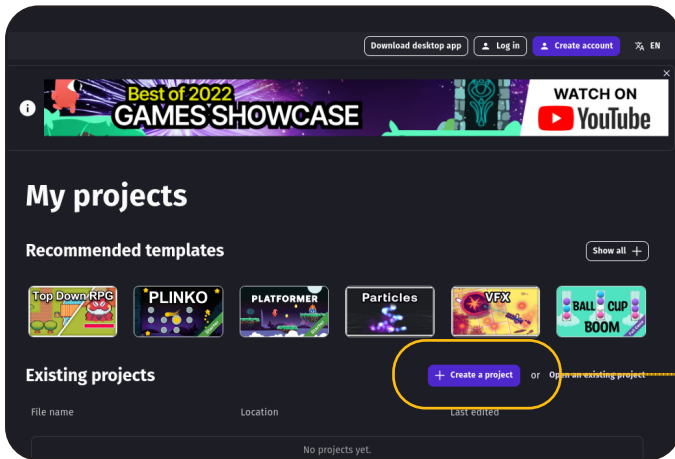 Download desktop app
Log in
Create account
EN
Best of 2022
GAMES SHOWCASE
WATCH ON
YouTube
My projects
Recommended templates
Show all
Top Down RPG
PLINKO
PLATFORMER
Particles
VFX
BALL CUP
BOOM
Existing projects
Create a project
or
Open an existing project
File name
Location
Last edited
No projects yet.